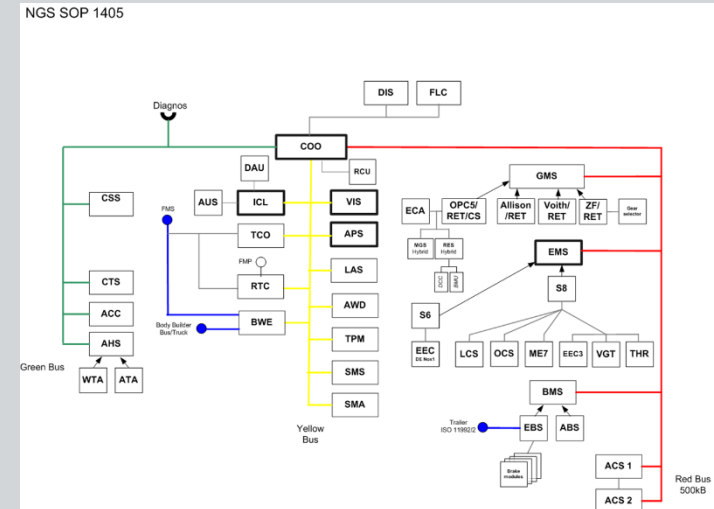 NGS SOP 1405
DIS
FLC
Diagnos
COO
DAU
RCU
GMS
CSS
AUS
ICL
VIS
ECA
OPC5/
RET/CS
Allison
/RET
Voith/
RET
ZF/
RET
Gear
selector
FMS
TCO
APS
MGS
Hybrid
RES
Hybrid
EMS
FMP
LAS
DCC
BMU
CTS
RTC
S8
ACC
AWD
S6
Body Builder
Bus/Truck
BWE
AHS
TPM
EEC
DE Nox1
LCS
OCS
ME7
EEC3
VGT
THR
Green Bus
WTA
ATA
SMS
BMS
SMA
Trailer
ISO 11992/2
EBS
ABS
Yellow
Bus
Brake
modulus
ACS 1
Red Bus
500kB
ACS 2